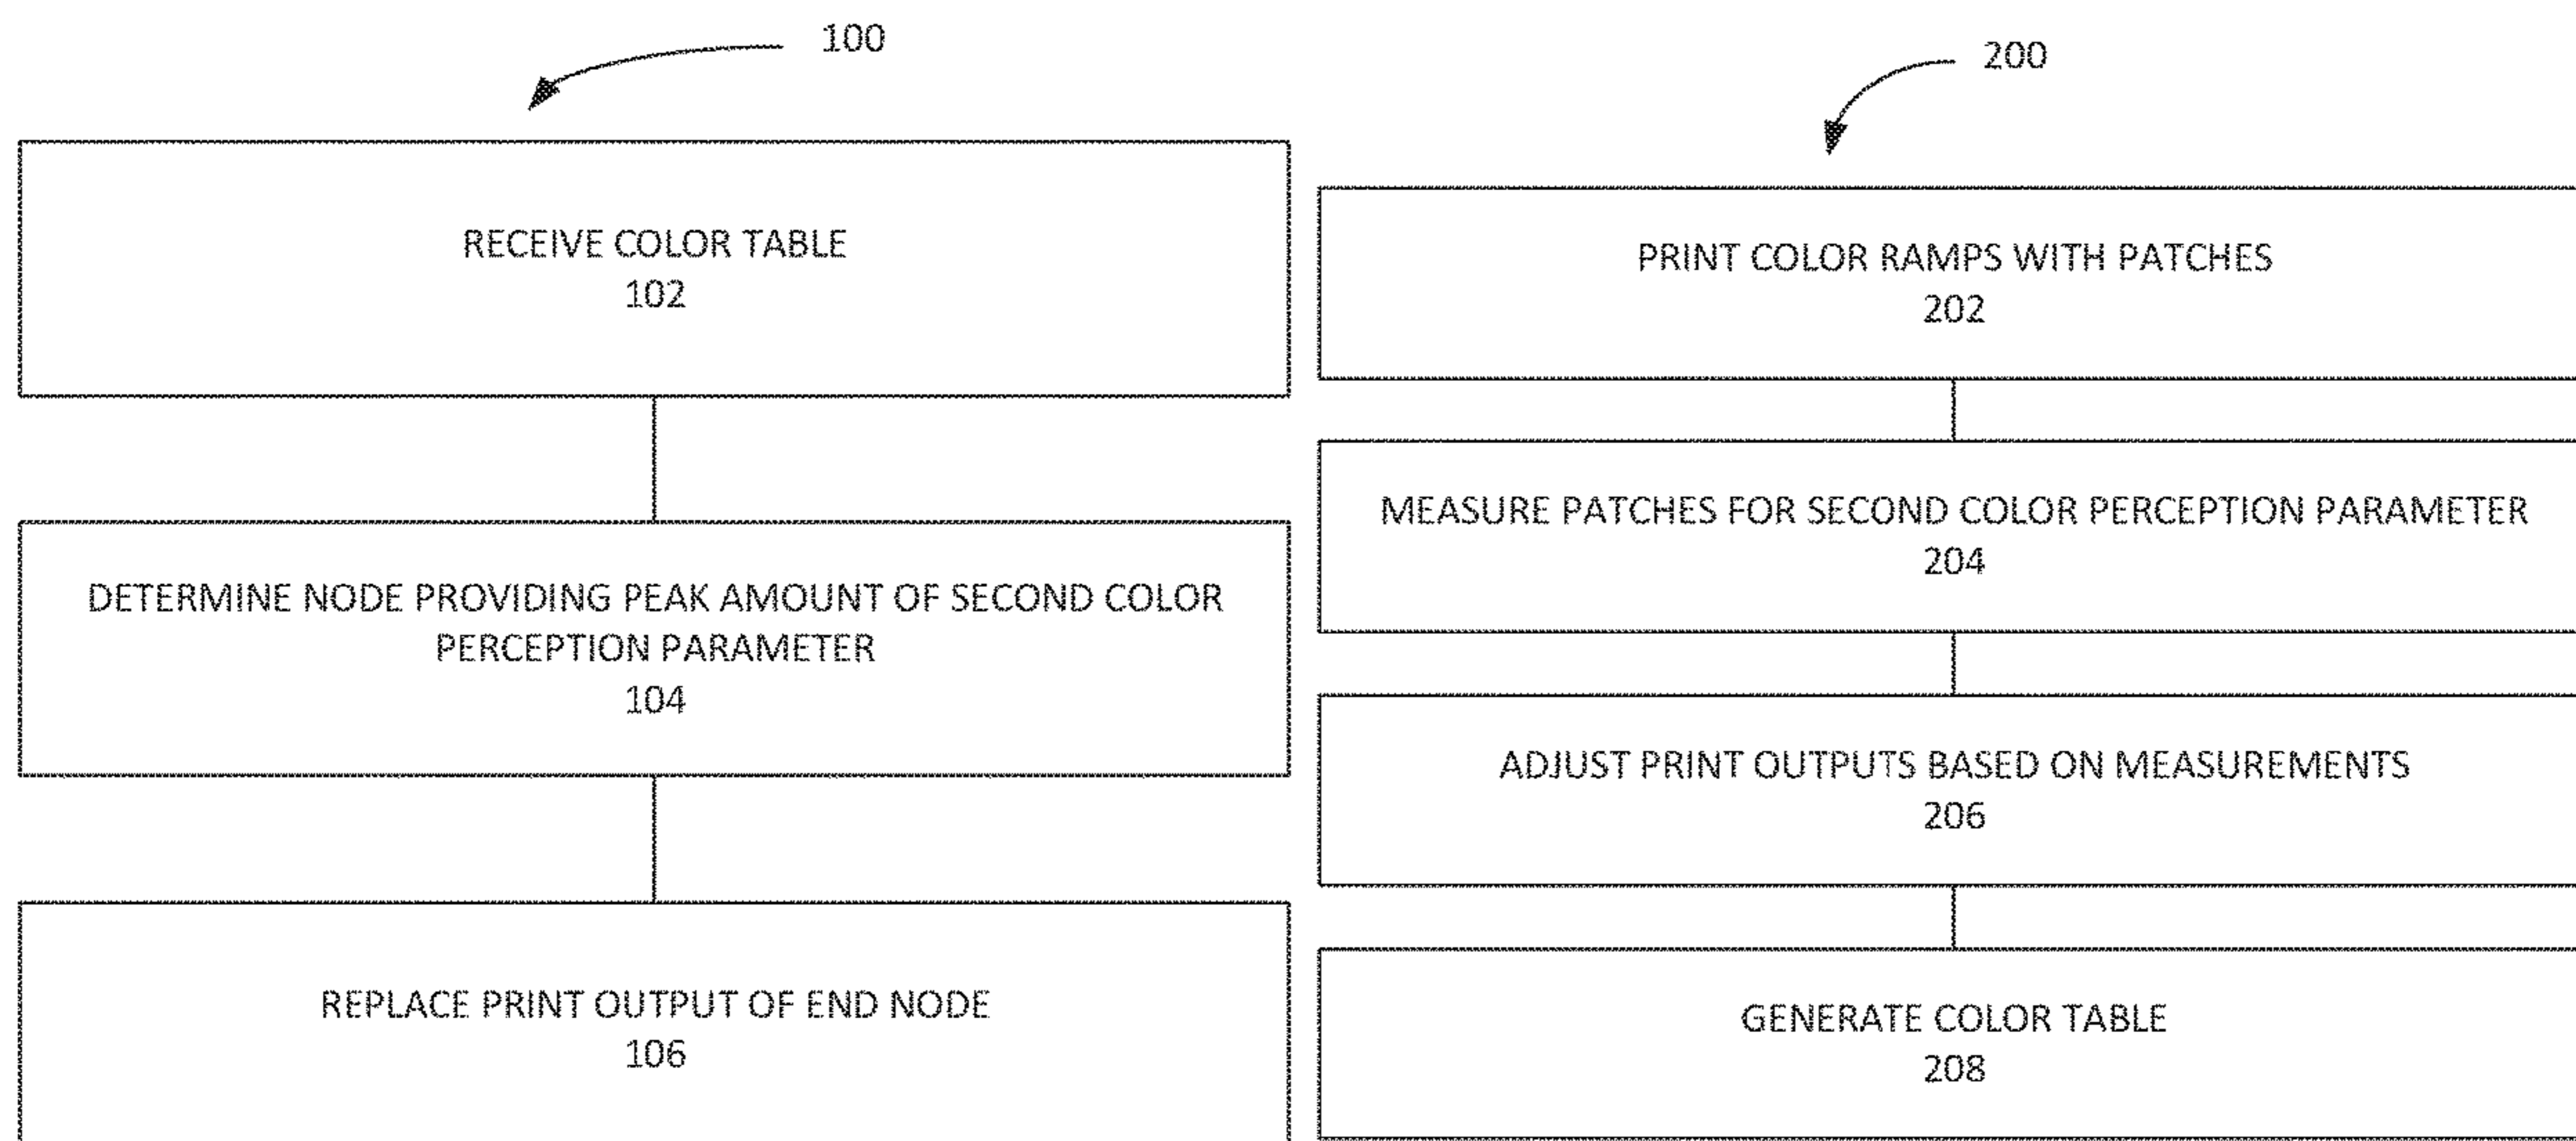 100
RECEIVE COLOR TABLE
102
DETERMINE NODE PROVIDING PEAK AMOUNT OF SECOND COLOR
PERCEPTION PARAMETER
104
REPLACE PRINT OUTPUT OF END NODE
106
200
PRINT COLOR RAMPS WITH PATCHES
202
MEASURE PATCHES FOR SECOND COLOR PERCEPTION PARAMETER
204
ADJUST PRINT OUTPUTS BASED ON MEASUREMENTS
206
GENERATE COLOR TABLE
208